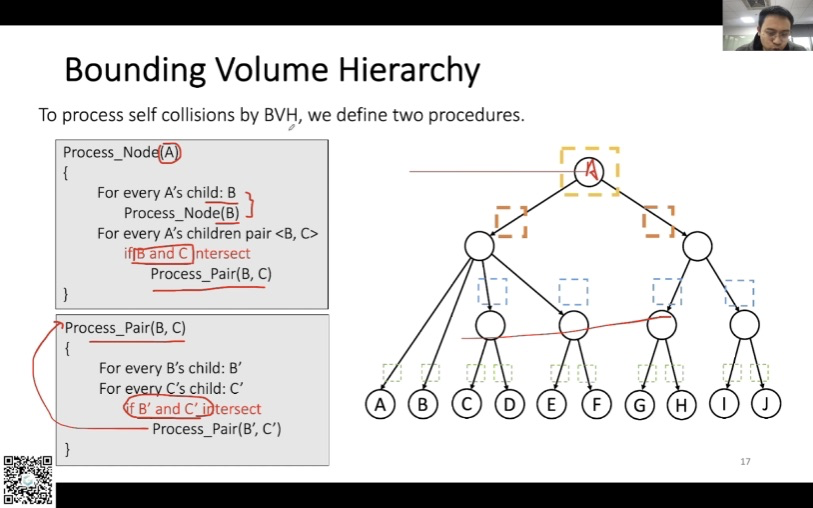 Bounding Volume Hierarchy
To process self collisions by BVH, we define two procedures.
Process_Node(A)
{
For every A's child: B
Process_Node(B)
For every A's children pair <B, C>
if B and C intersect
Process_Pair(B, C)
}
Process_Pair(B, C)
{
For every B's child: B'
For every C's child: C'
if B' and C' intersect
Process_Pair(B', C')
}
A
A B C D E F G H I J
17